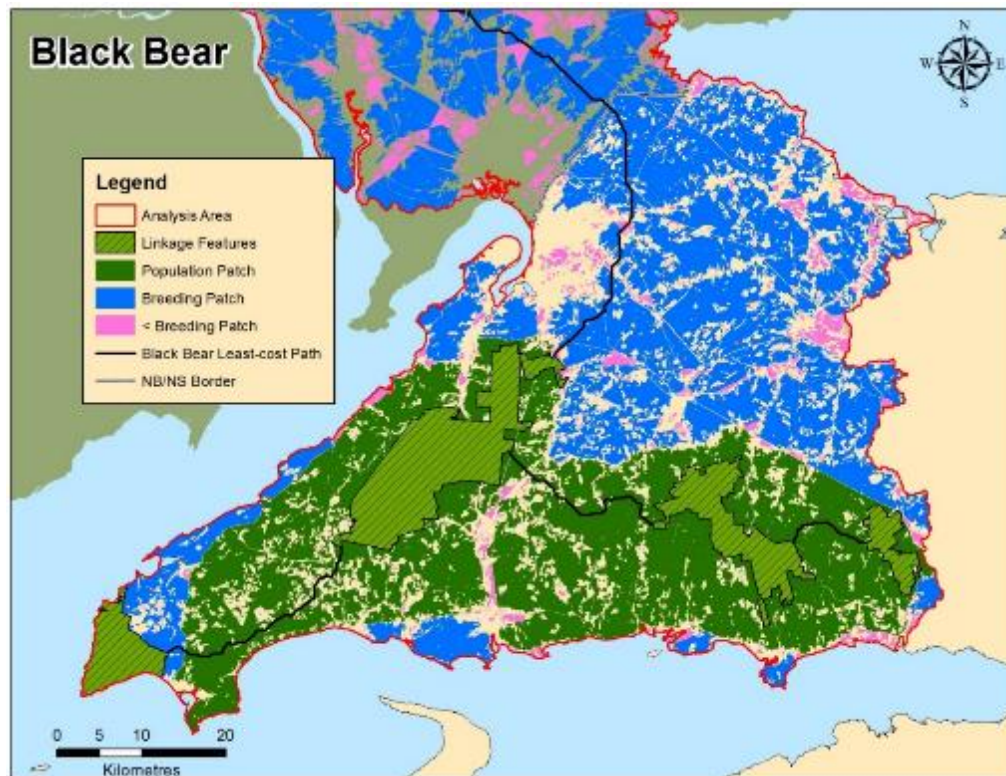 Black Bear
N
W E
S
Legend
Analysis Area
Linkage Features
Population Patch
Breeding Patch
< Breeding Patch
Black Bear Least-cost Path
NB/NS Border
0 5 10 20
Kilometres